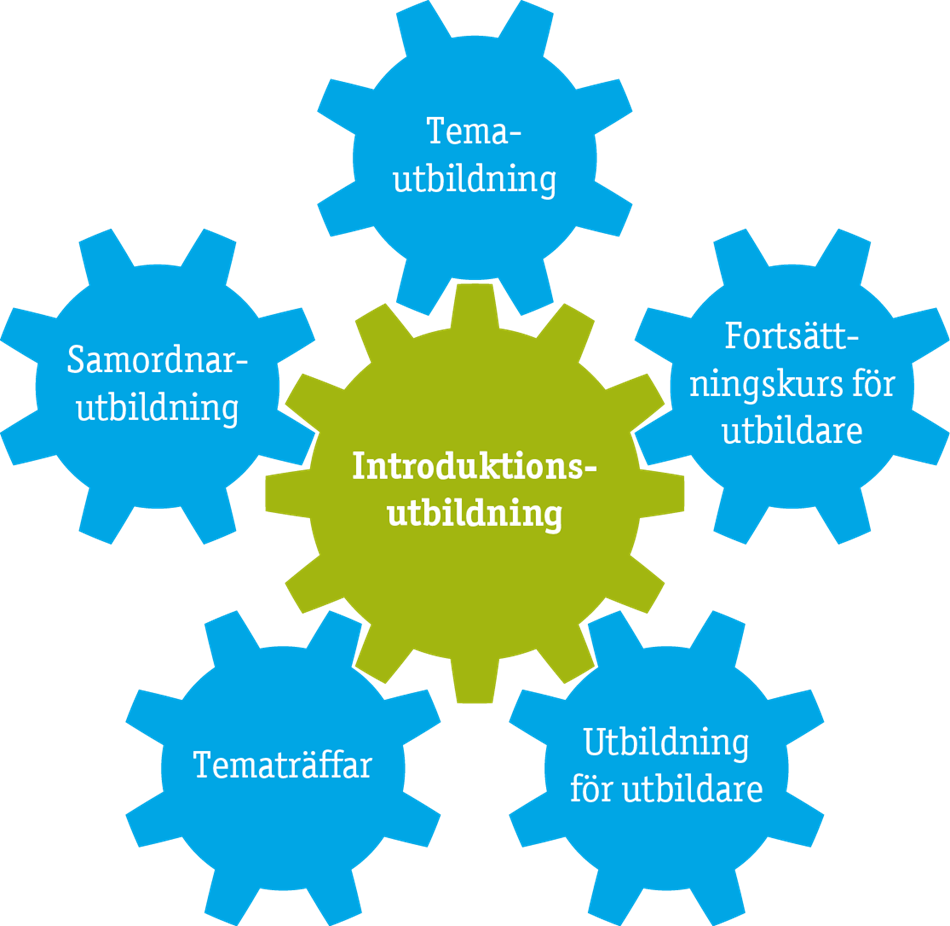 Tema-
utbildning
Samordnar-
utbildning
Fortsätt-
ningskurs för
utbildare
Introduktions-
utbildning
Tematräffar
Utbildning
för utbildare